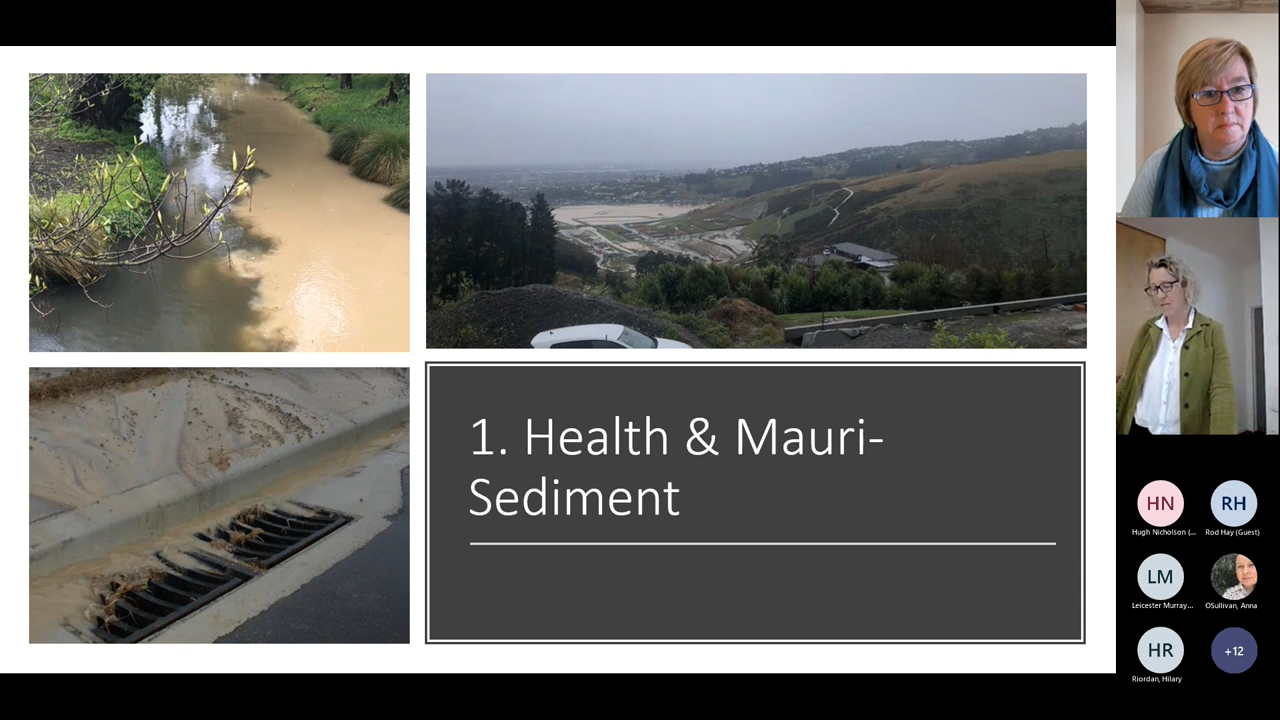 1. Health & Mauri-
Sediment
HN
RH
Hugh Nicholson (...
Rod Hay (Guest)
LM
Leicester Murray...
OSullivan, Anna
HR
+12
Riordan, Hilary